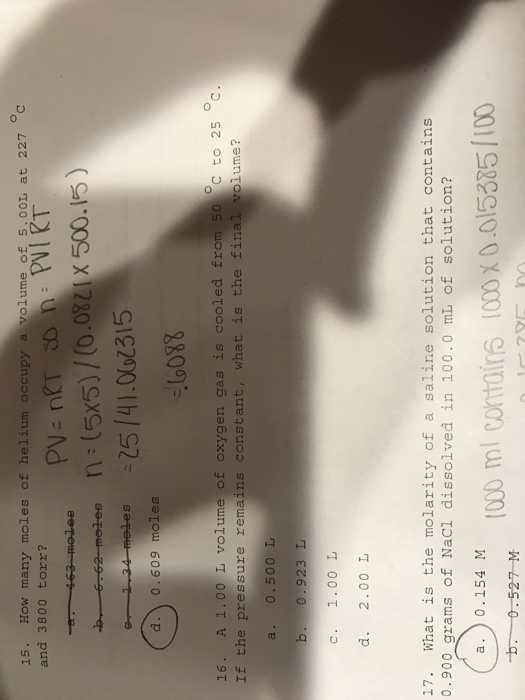 15. How many moles of helium occupy a volume of 5.00L at 227 °C
and 3800 torr?
PV = nRT so n = PV/RT
a. 463 moles
n = (5x5)/(0.0821 x 500.15)
b. 6.62 moles
= 25/41.062315
c. 1.34 moles
d. 0.609 moles
= .6088
16. A 1.00 L volume of oxygen gas is cooled from 50 °C to 25 °C.
If the pressure remains constant, what is the final volume?
a. 0.500 L
b. 0.923 L
c. 1.00 L
d. 2.00 L
17. What is the molarity of a saline solution that contains
0.900 grams of NaCl dissolved in 100.0 mL of solution?
a. 0.154 M
1000 ml contains 1000 x 0.015385/100
b. 0.527 M